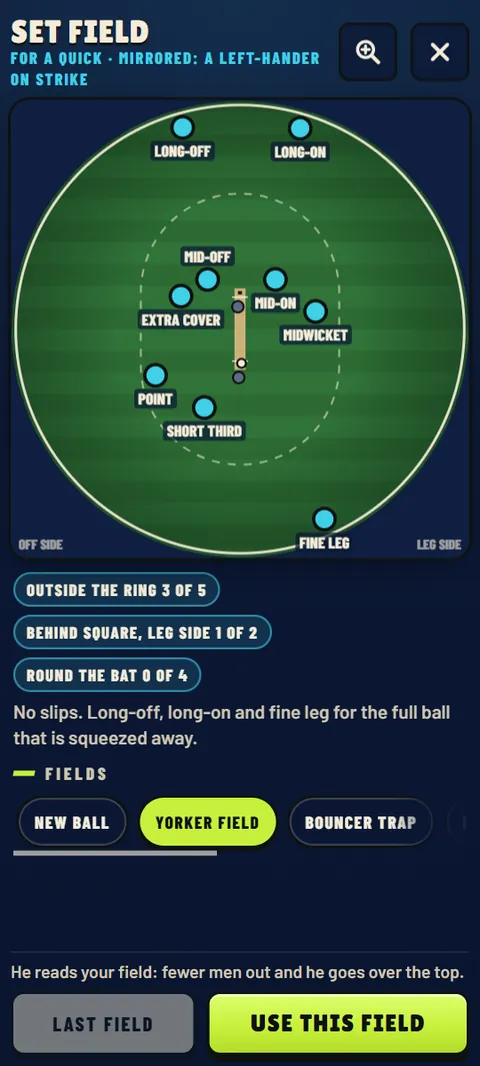 SET FIELD
FOR A QUICK · MIRRORED: A LEFT-HANDER
ON STRIKE
LONG-OFF
LONG-ON
MID-OFF
MID-ON
EXTRA COVER
MIDWICKET
POINT
SHORT THIRD
FINE LEG
OFF SIDE
LEG SIDE
OUTSIDE THE RING 3 OF 5
BEHIND SQUARE, LEG SIDE 1 OF 2
ROUND THE BAT 0 OF 4
No slips. Long-off, long-on and fine leg for the full ball
that is squeezed away.
FIELDS
NEW BALL
YORKER FIELD
BOUNCER TRAP
He reads your field: fewer men out and he goes over the top.
LAST FIELD
USE THIS FIELD